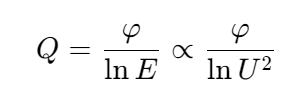 Q = φ / ln E ∝ φ / ln U²